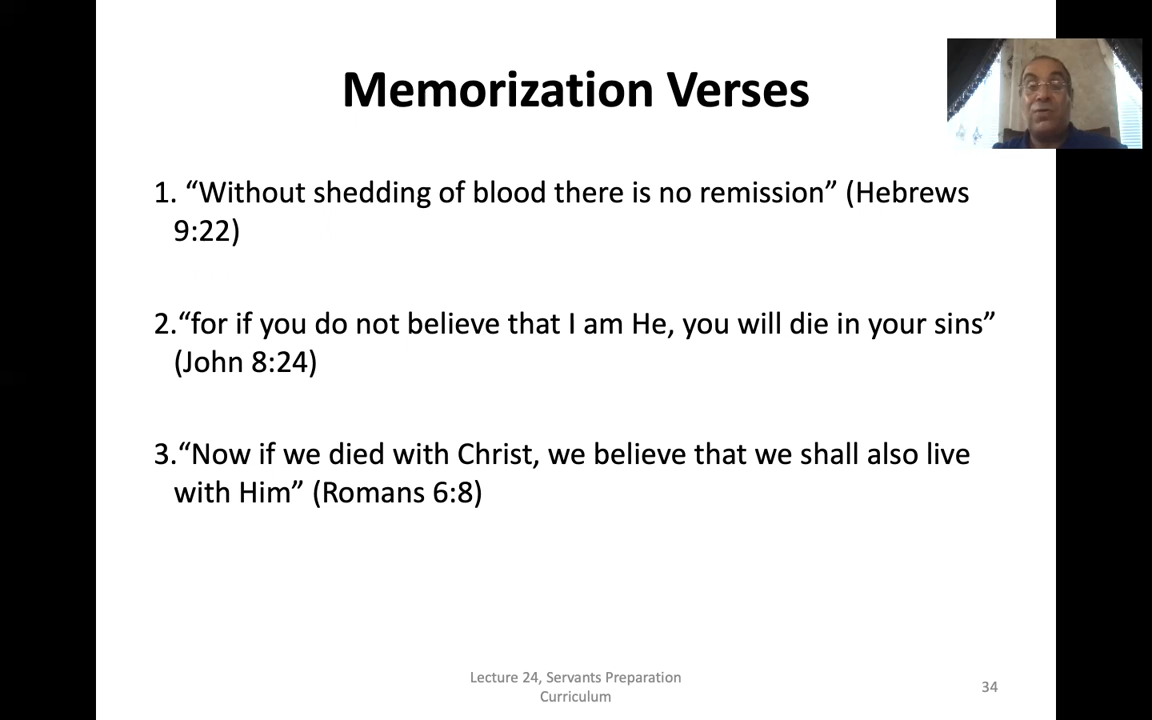 Memorization Verses
1. “Without shedding of blood there is no remission” (Hebrews
9:22)
2.“for if you do not believe that I am He, you will die in your sins”
(John 8:24)
3.“Now if we died with Christ, we believe that we shall also live
with Him” (Romans 6:8)
Lecture 24, Servants Preparation
Curriculum
34